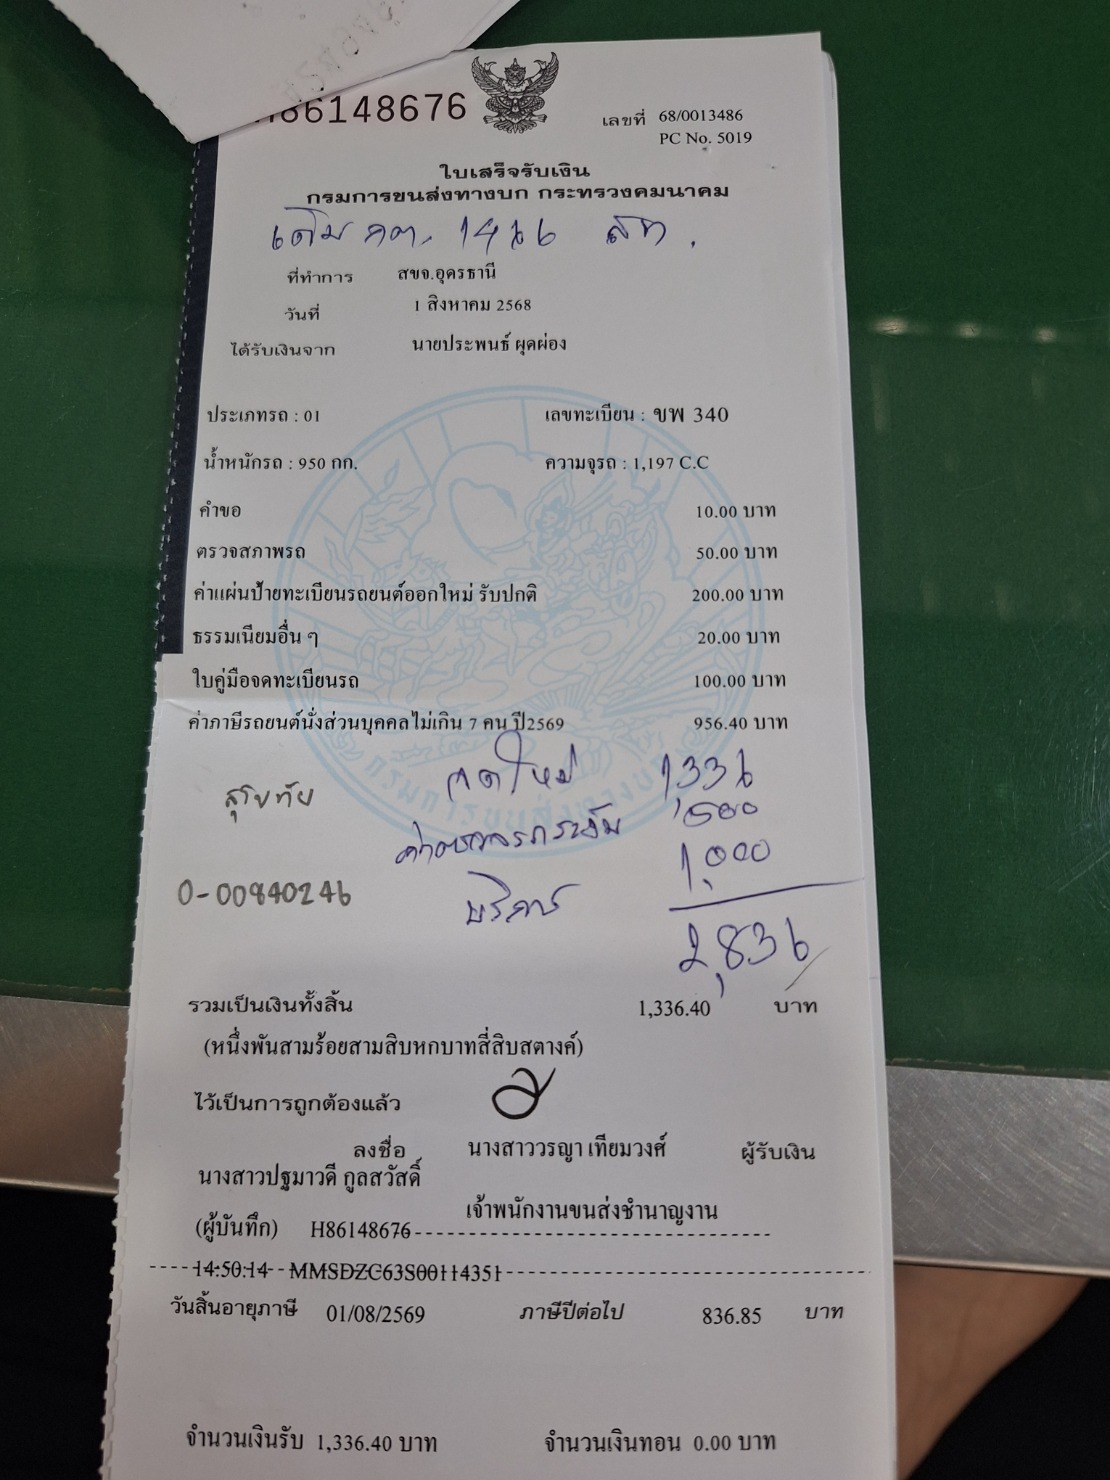 86148676
เลขที่ 68/0013486
PC No. 5019
ใบเสร็จรับเงิน
กรมการขนส่งทางบก กระทรวงคมนาคม
เดิม
ที่ทำการ สขจ.อุดรธานี
วันที่ 1 สิงหาคม 2568
ได้รับเงินจาก นายประพนธ์ ผุดผ่อง
ประเภทรถ : 01 เลขทะเบียน : ขพ 340
น้ำหนักรถ : 950 กก. ความจุรถ : 1,197 C.C
คำขอ 10.00 บาท
ตรวจสภาพรถ 50.00 บาท
ค่าแผ่นป้ายทะเบียนรถยนต์ออกใหม่ รับปกติ 200.00 บาท
ธรรมเนียมอื่น ๆ 20.00 บาท
ใบคู่มือจดทะเบียนรถ 100.00 บาท
ค่าภาษีรถยนต์นั่งส่วนบุคคลไม่เกิน 7 คน ปี2569 956.40 บาท
จดใหม่ 1,336
สุโขทัย
500
1,000
0-00840246
บริการ
2,836
รวมเป็นเงินทั้งสิ้น 1,336.40 บาท
(หนึ่งพันสามร้อยสามสิบหกบาทสี่สิบสตางค์)
ไว้เป็นการถูกต้องแล้ว
ลงชื่อ นางสาววรญา เทียมวงศ์ ผู้รับเงิน
นางสาวปฐมาวดี กูลสวัสดิ์
เจ้าพนักงานขนส่งชำนาญงาน
(ผู้บันทึก) H86148676
14:50:14 MMSDZC63S00114351
วันสิ้นอายุภาษี 01/08/2569 ภาษีปีต่อไป 836.85 บาท
จำนวนเงินรับ 1,336.40 บาท จำนวนเงินทอน 0.00 บาท